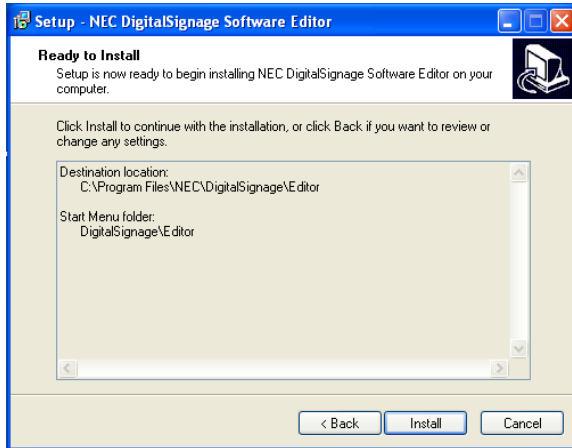 Setup - NEC DigitalSignage Software Editor
Ready to Install
Setup is now ready to begin installing NEC DigitalSignage Software Editor on your
computer.
Click Install to continue with the installation, or click Back if you want to review or
change any settings.
Destination location:
C:\Program Files\NEC\DigitalSignage\Editor
Start Menu folder:
DigitalSignage\Editor
< Back
Install
Cancel